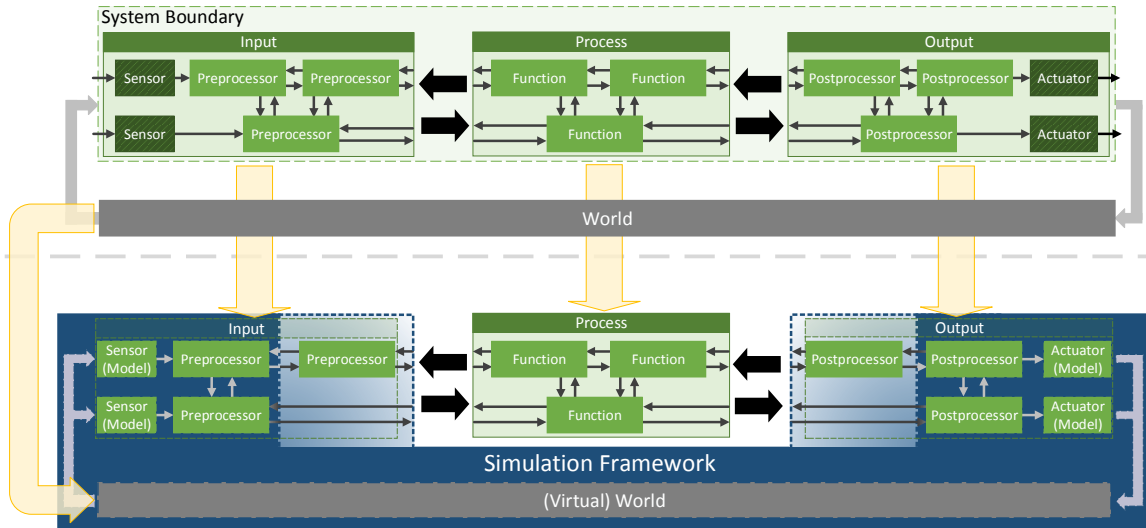 System Boundary
Input
Process
Output
Sensor
Preprocessor
Preprocessor
Function
Function
Postprocessor
Postprocessor
Actuator
Sensor
Preprocessor
Function
Postprocessor
Actuator
World
Input
Process
Output
Sensor
(Model)
Preprocessor
Preprocessor
Function
Function
Postprocessor
Postprocessor
Actuator
(Model)
Sensor
(Model)
Preprocessor
Function
Postprocessor
Actuator
(Model)
Simulation Framework
(Virtual) World